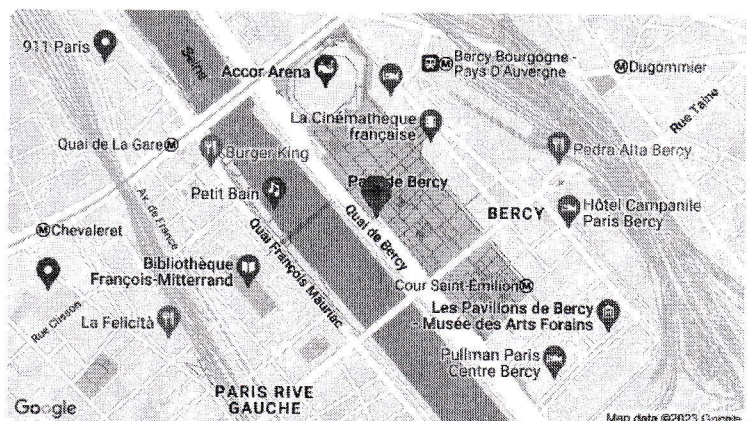 911 Paris
Seine
Accor Arena
Bercy Bourgogne -
Pays D'Auvergne
Dugommier
Rue Taine
La Cinémathèque
française
Quai de La Gare
Burger King
Pedra Alta Bercy
Petit Bain
Parc de Bercy
Av. de France
Quai de Bercy
BERCY
Hôtel Campanile
Paris Bercy
Chevaleret
Quai François Mauriac
Bibliothèque
François-Mitterrand
Cour Saint-Émilion
Les Pavillons de Bercy
- Musée des Arts Forains
Rue Clisson
La Felicità
Pullman Paris
Centre Bercy
PARIS RIVE
GAUCHE
Google
Map data ©2023 Google